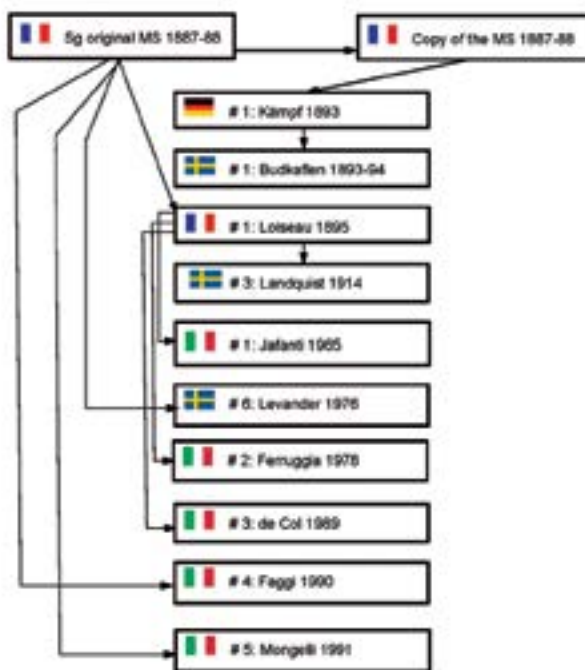 Sg original MS 1887-88
Copy of the MS 1887-88
# 1: Kämpf 1893
# 1: Budkaflen 1893-94
# 1: Loiseau 1895
# 3: Landquist 1914
# 1: Jafanti 1965
# 6: Levander 1976
# 2: Ferruggia 1978
# 3: de Col 1989
# 4: Faggi 1990
# 5: Mongelli 1991